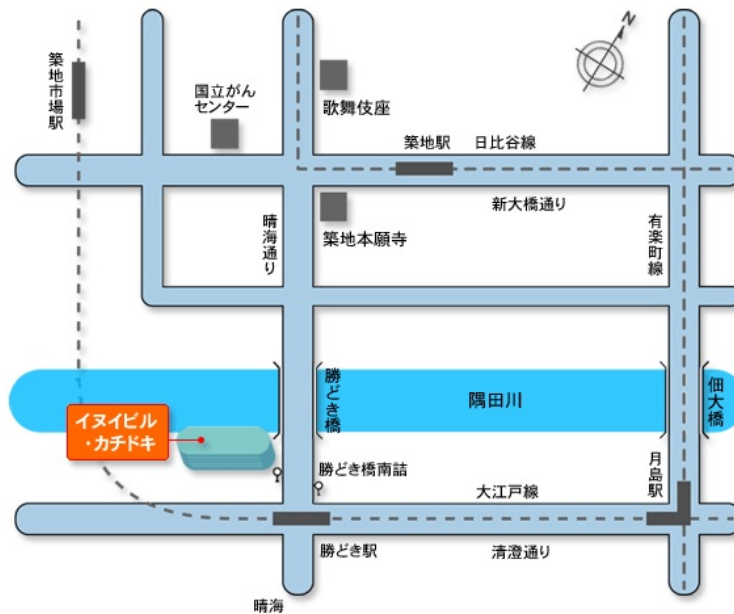 N
築地市場駅
国立がん
センター
歌舞伎座
築地駅
日比谷線
新大橋通り
晴海通り
築地本願寺
有楽町線
勝どき橋
隅田川
佃大橋
イヌイビル
・カチドキ
勝どき橋南詰
月島駅
大江戸線
勝どき駅
清澄通り
晴海